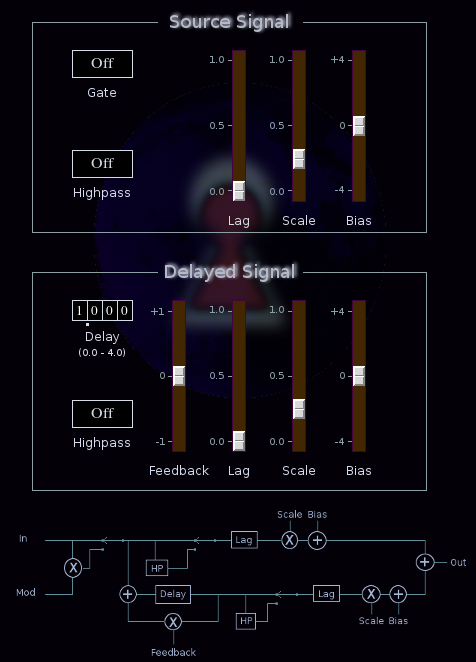 Source Signal
Off
Gate
Off
Highpass
1.0
0.5
0.0
Lag
1.0
0.5
0.0
Scale
+4
0
-4
Bias
Delayed Signal
1000
Delay
(0.0 - 4.0)
Off
Highpass
+1
0
-1
Feedback
1.0
0.5
0.0
Lag
1.0
0.5
0.0
Scale
+4
0
-4
Bias
Scale Bias
In
Lag
X
+
X
HP
+
Out
Mod
+
Delay
Lag
X
+
X
HP
Scale Bias
Feedback